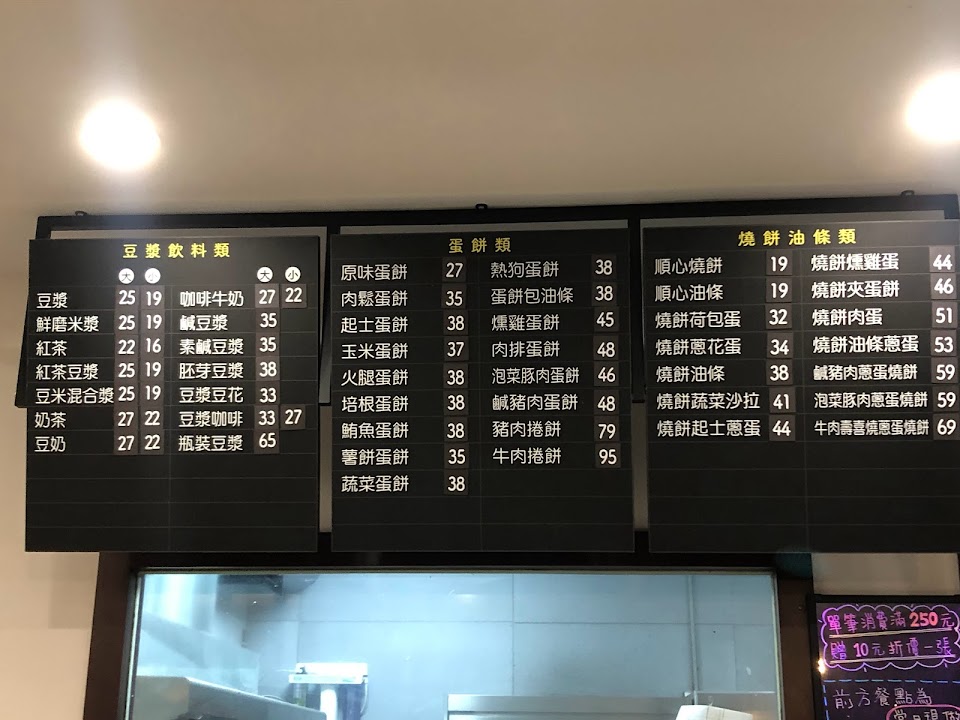 豆漿飲料類
大 小 大 小
豆漿 25 19 咖啡牛奶 27 22
鮮磨米漿 25 19 鹹豆漿 35
紅茶 22 16 素鹹豆漿 35
紅茶豆漿 25 19 胚芽豆漿 38
豆米混合漿 25 19 豆漿豆花 33
奶茶 27 22 豆漿咖啡 33 27
豆奶 27 22 瓶裝豆漿 65
蛋餅類
原味蛋餅 27 熱狗蛋餅 38
肉鬆蛋餅 35 蛋餅包油條 38
起士蛋餅 38 燻雞蛋餅 45
玉米蛋餅 37 肉排蛋餅 48
火腿蛋餅 38 泡菜豚肉蛋餅 46
培根蛋餅 38 鹹豬肉蛋餅 48
鮪魚蛋餅 38 豬肉捲餅 79
薯餅蛋餅 35 牛肉捲餅 95
蔬菜蛋餅 38
燒餅油條類
順心燒餅 19 燒餅燻雞蛋 44
順心油條 19 燒餅夾蛋餅 46
燒餅荷包蛋 32 燒餅肉蛋 51
燒餅蔥花蛋 34 燒餅油條蔥蛋 53
燒餅油條 38 鹹豬肉蔥蛋燒餅 59
燒餅蔬菜沙拉 41 泡菜豚肉蔥蛋燒餅 59
燒餅起士蔥蛋 44 牛肉壽喜燒蔥蛋燒餅 69
單筆消費滿250元
贈10元折價一張
前方餐點為